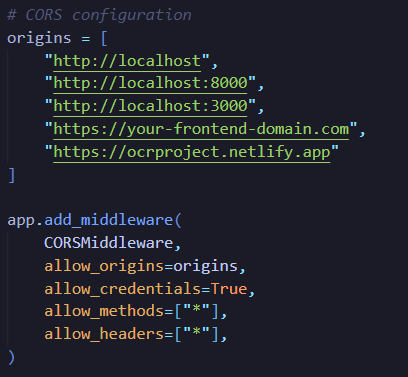 # CORS configuration
origins = [
    "http://localhost",
    "http://localhost:8000",
    "http://localhost:3000",
    "https://your-frontend-domain.com",
    "https://ocrproject.netlify.app"
]

app.add_middleware(
    CORSMiddleware,
    allow_origins=origins,
    allow_credentials=True,
    allow_methods=["*"],
    allow_headers=["*"],
)